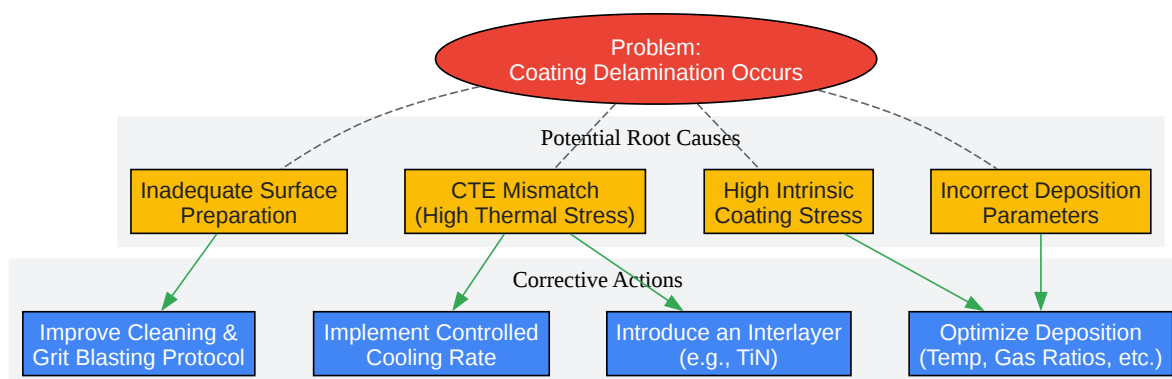 Problem:
Coating Delamination Occurs
Potential Root Causes
Inadequate Surface
Preparation
CTE Mismatch
(High Thermal Stress)
High Intrinsic
Coating Stress
Incorrect Deposition
Parameters
Corrective Actions
Improve Cleaning &
Grit Blasting Protocol
Implement Controlled
Cooling Rate
Introduce an Interlayer
(e.g., TiN)
Optimize Deposition
(Temp, Gas Ratios, etc.)